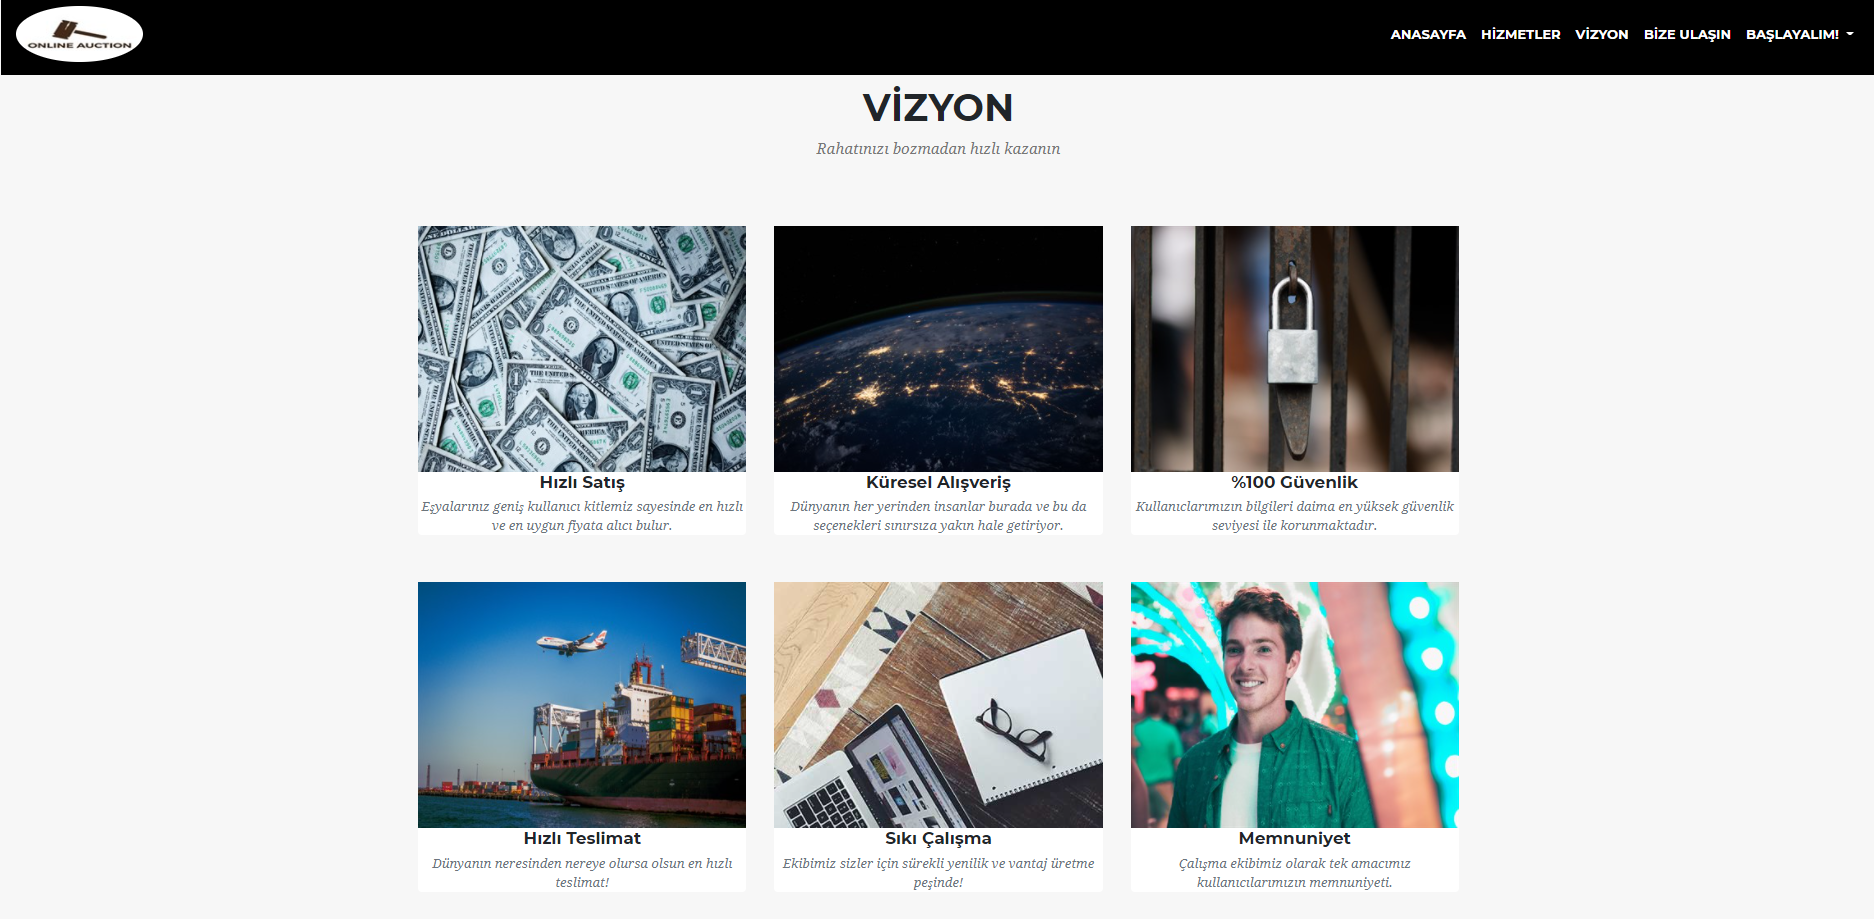 ONLINE AUCTION
ANASAYFA HİZMETLER VİZYON BİZE ULAŞIN BAŞLAYALIM!
VİZYON
Rahatınızı bozmadan hızlı kazanın
Hızlı Satış
Eşyalarınız geniş kullanıcı kitlemiz sayesinde en hızlı
ve en uygun fiyata alıcı bulur.
Küresel Alışveriş
Dünyanın her yerinden insanlar burada ve bu da
seçenekleri sınırsıza yakın hale getiriyor.
%100 Güvenlik
Kullanıclarımızın bilgileri daima en yüksek güvenlik
seviyesi ile korunmaktadır.
Hızlı Teslimat
Dünyanın neresinden nereye olursa olsun en hızlı
teslimat!
Sıkı Çalışma
Ekibimiz sizler için sürekli yenilik ve vantaj üretme
peşinde!
Memnuniyet
Çalışma ekibimiz olarak tek amacımız
kullanıcılarımızın memnuniyeti.